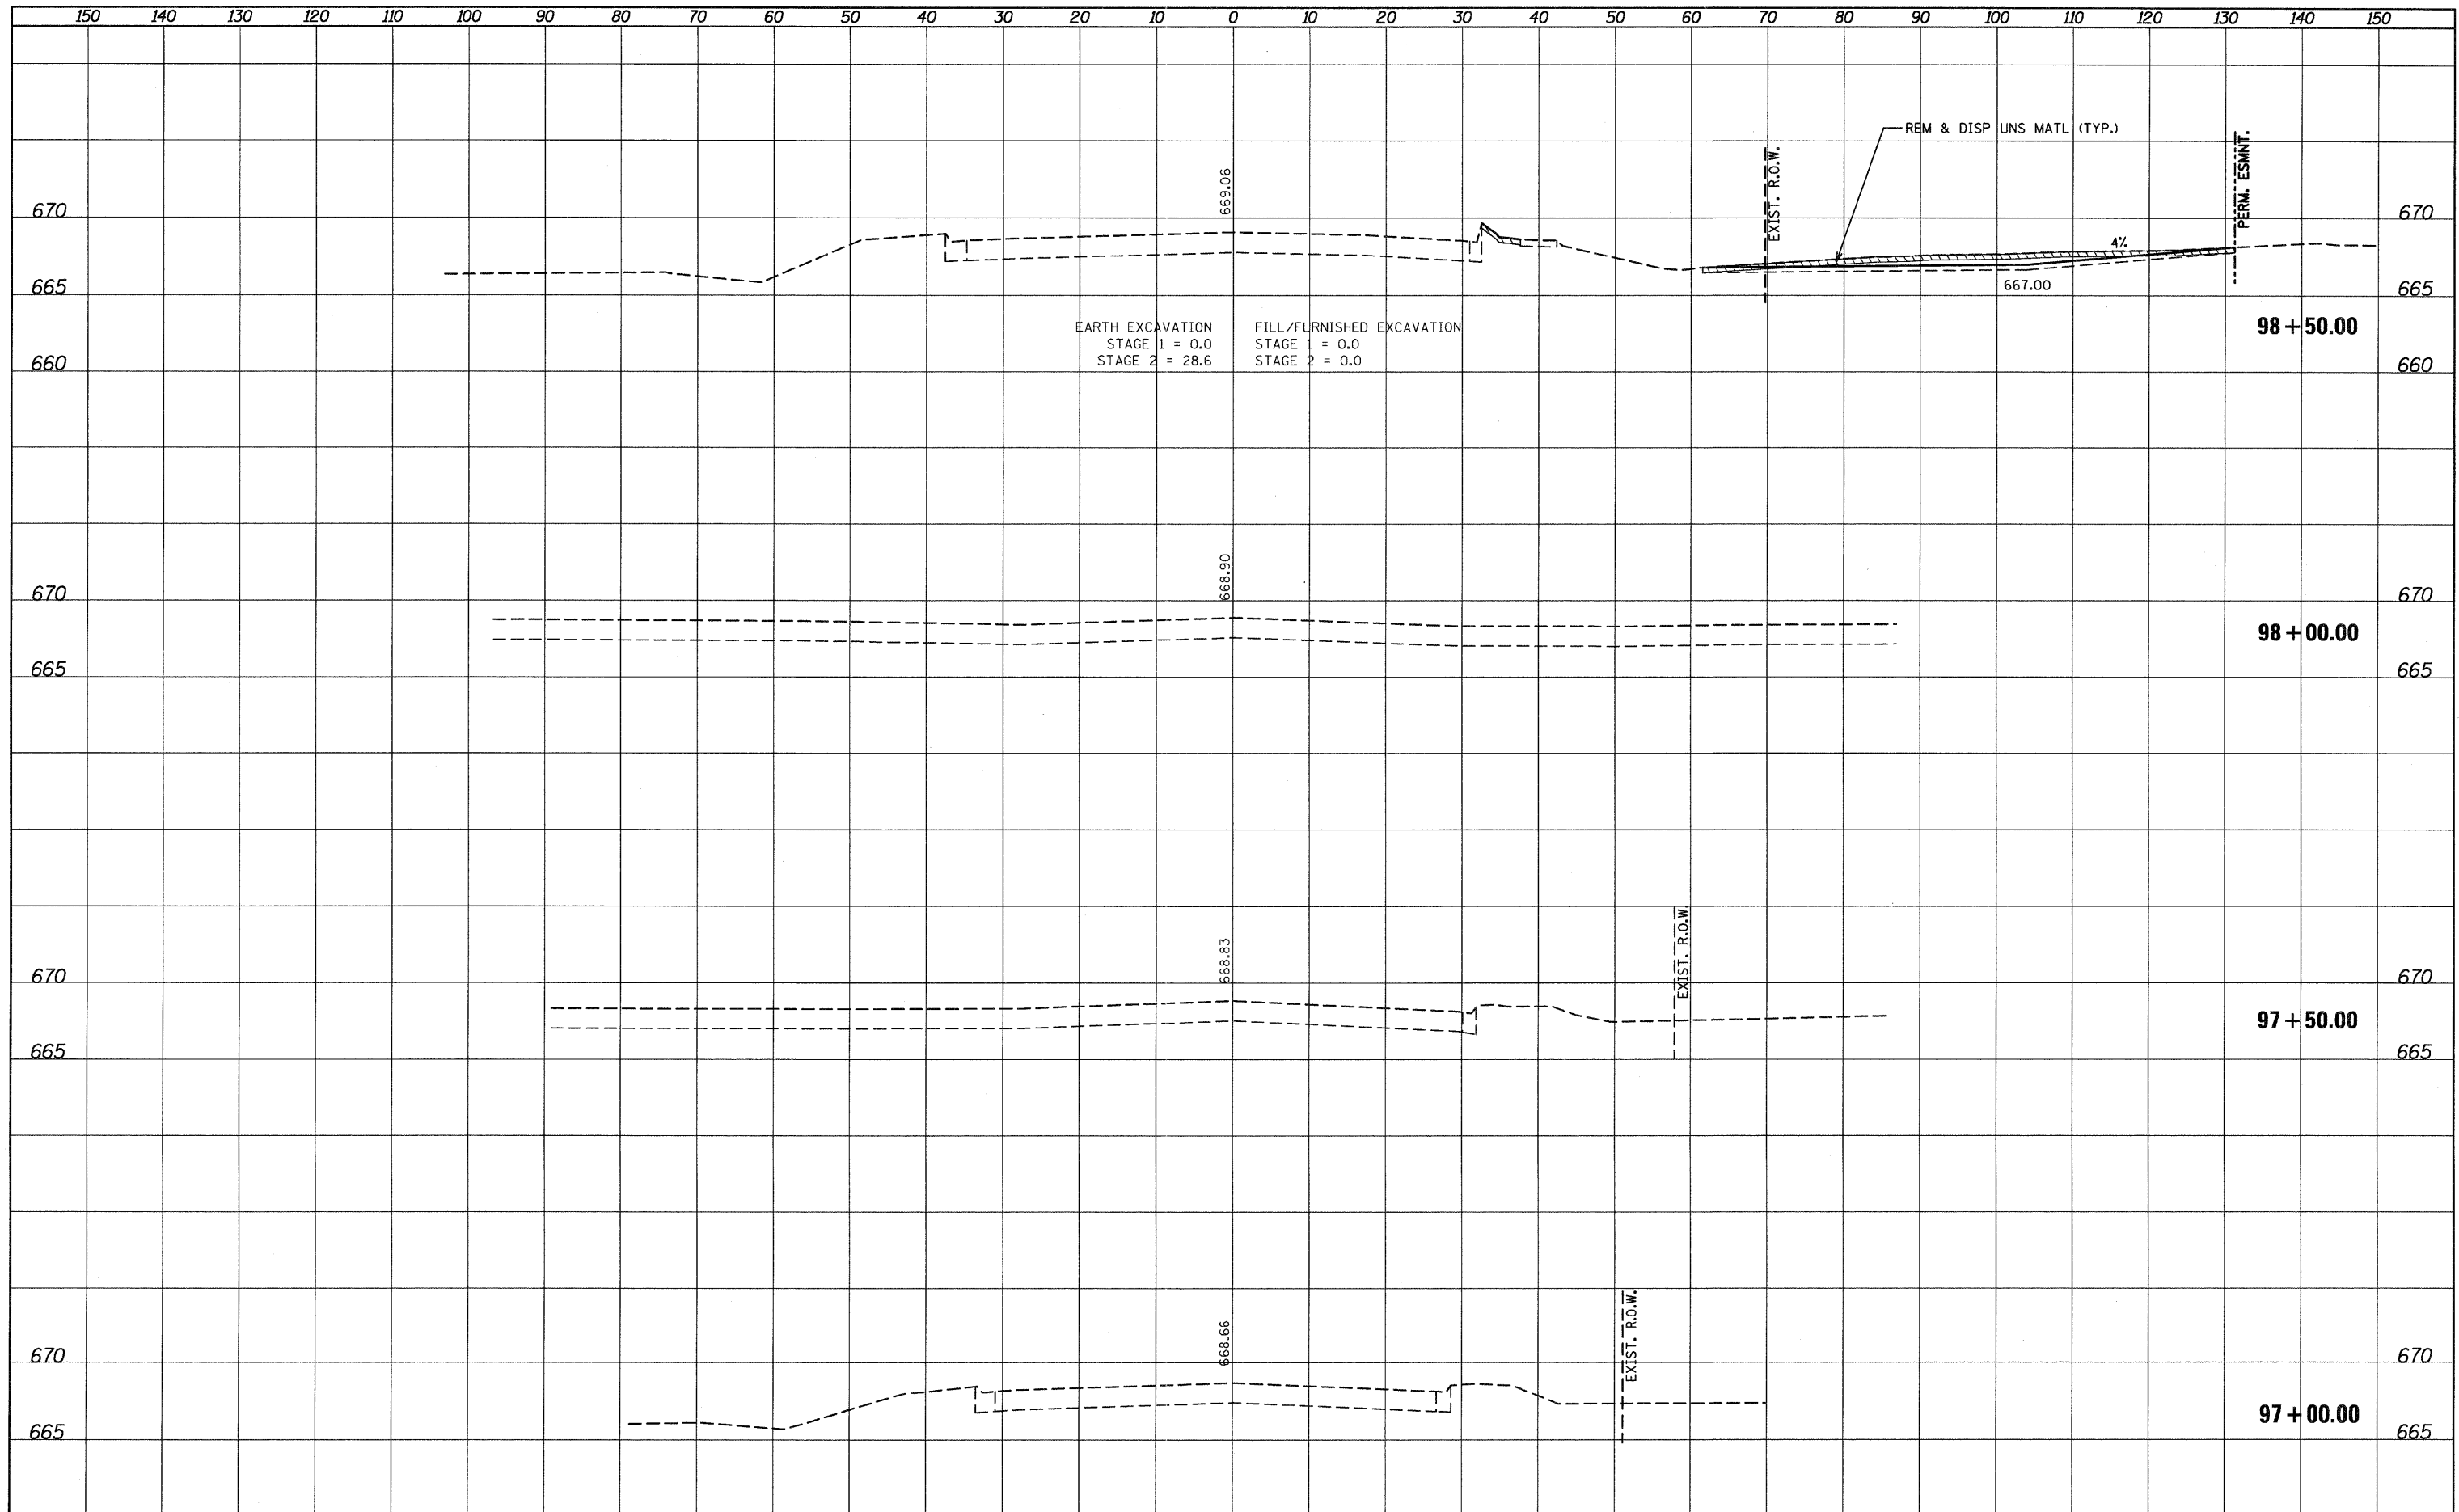 150 140 130 120 110 100 90 80 70 60 50 40 30 20 10 0 10 20 30 40 50 60 70 80 90 100 110 120 130 140 150
REM & DISP UNS MATL (TYP.)
EXIST. R.O.W.
PERM. ESMNT.
669.06
670 670
4%
665 665
667.00
98+50.00
EARTH EXCAVATION FILL/FURNISHED EXCAVATION
STAGE 1 = 0.0 STAGE 1 = 0.0
STAGE 2 = 28.6 STAGE 2 = 0.0
660 660
668.90
670 670
98+00.00
665 665
EXIST. R.O.W.
668.83
670 670
97+50.00
665 665
EXIST. R.O.W.
668.66
670 670
97+00.00
665 665